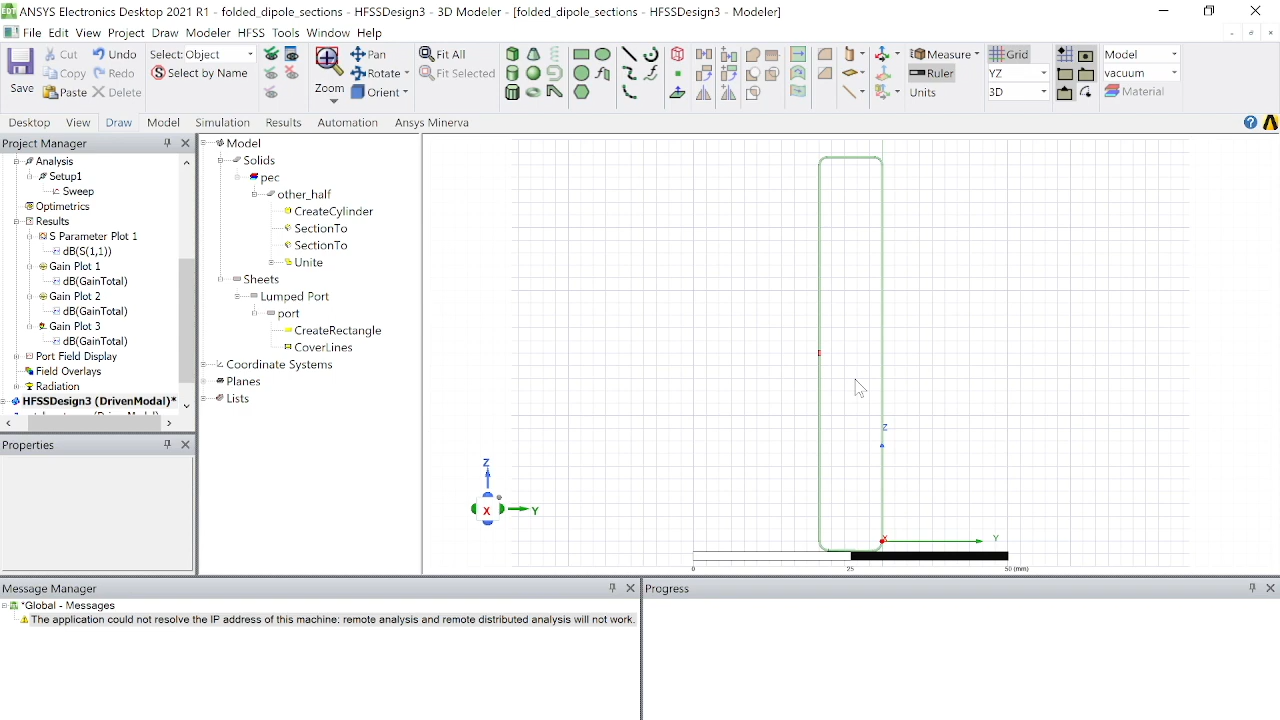 ANSYS Electronics Desktop 2021 R1 - folded_dipole_sections - HFSSDesign3 - 3D Modeler - [folded_dipole_sections - HFSSDesign3 - Modeler]
File Edit View Project Draw Modeler HFSS Tools Window Help
Save
Cut
Copy
Paste
Undo
Redo
Delete
Select: Object
Select by Name
Zoom
Pan
Rotate
Orient
Fit All
Fit Selected
Measure
Ruler
Units
Grid
YZ
3D
Model
vacuum
Material
Desktop View Draw Model Simulation Results Automation Ansys Minerva
Project Manager
Analysis
Setup1
Sweep
Optimetrics
Results
S Parameter Plot 1
dB(S(1,1))
Gain Plot 1
dB(GainTotal)
Gain Plot 2
dB(GainTotal)
Gain Plot 3
dB(GainTotal)
Port Field Display
Field Overlays
Radiation
HFSSDesign3 (DrivenModal)*
Properties
Model
Solids
pec
other_half
CreateCylinder
SectionTo
SectionTo
Unite
Sheets
Lumped Port
port
CreateRectangle
CoverLines
Coordinate Systems
Planes
Lists
Z
X
Y
Z
X
Y
0 25 50 (mm)
Message Manager
*Global - Messages
The application could not resolve the IP address of this machine: remote analysis and remote distributed analysis will not work.
Progress